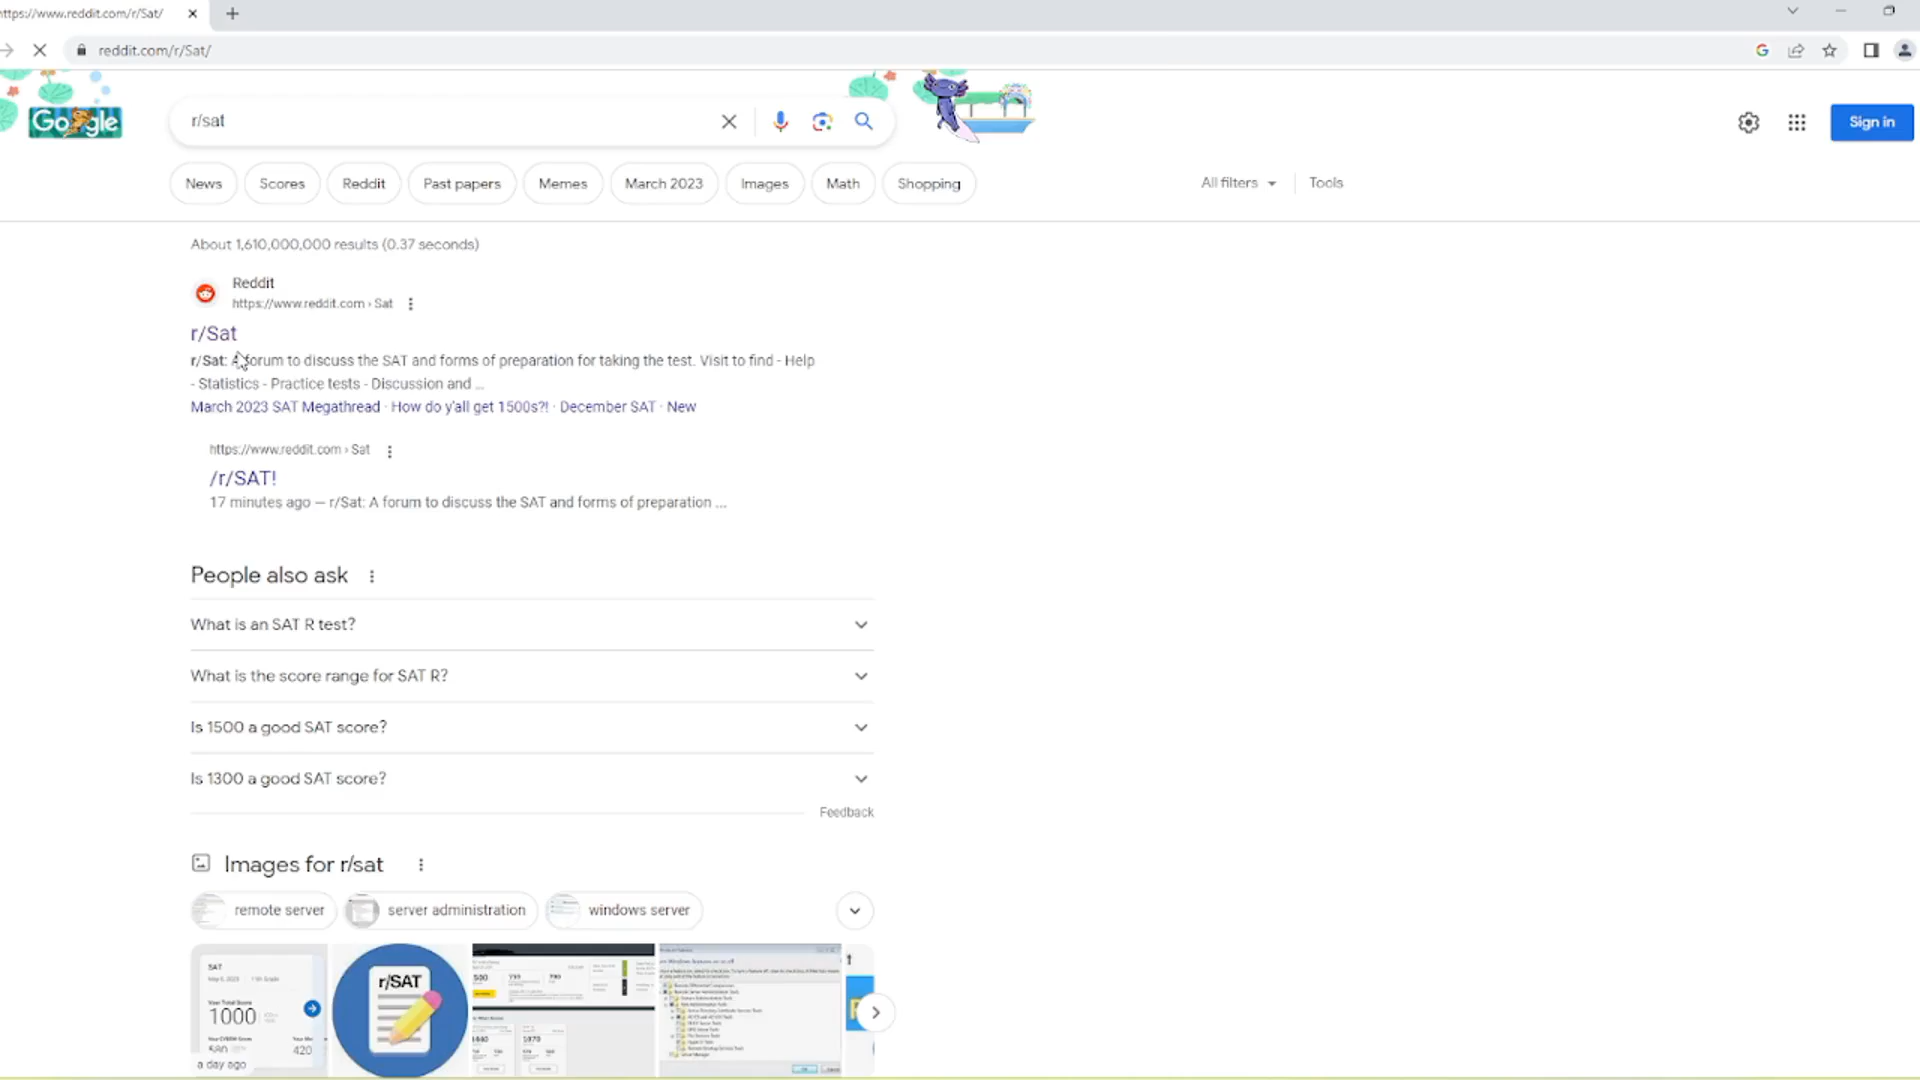 https://www.reddit.com/r/Sat/
reddit.com/r/Sat/
Google
r/sat
Sign in
News
Scores
Reddit
Past papers
Memes
March 2023
Images
Math
Shopping
All filters
Tools
About 1,610,000,000 results (0.37 seconds)
Reddit
https://www.reddit.com › Sat
r/Sat
r/Sat: A forum to discuss the SAT and forms of preparation for taking the test. Visit to find - Help
- Statistics - Practice tests - Discussion and ...
March 2023 SAT Megathread · How do y'all get 1500s?! · December SAT · New
https://www.reddit.com › Sat
/r/SAT!
17 minutes ago — r/Sat: A forum to discuss the SAT and forms of preparation ...
People also ask
What is an SAT R test?
What is the score range for SAT R?
Is 1500 a good SAT score?
Is 1300 a good SAT score?
Feedback
Images for r/sat
remote server
server administration
windows server
SAT
Your Total Score
1000
580
420
a day ago
r/SAT